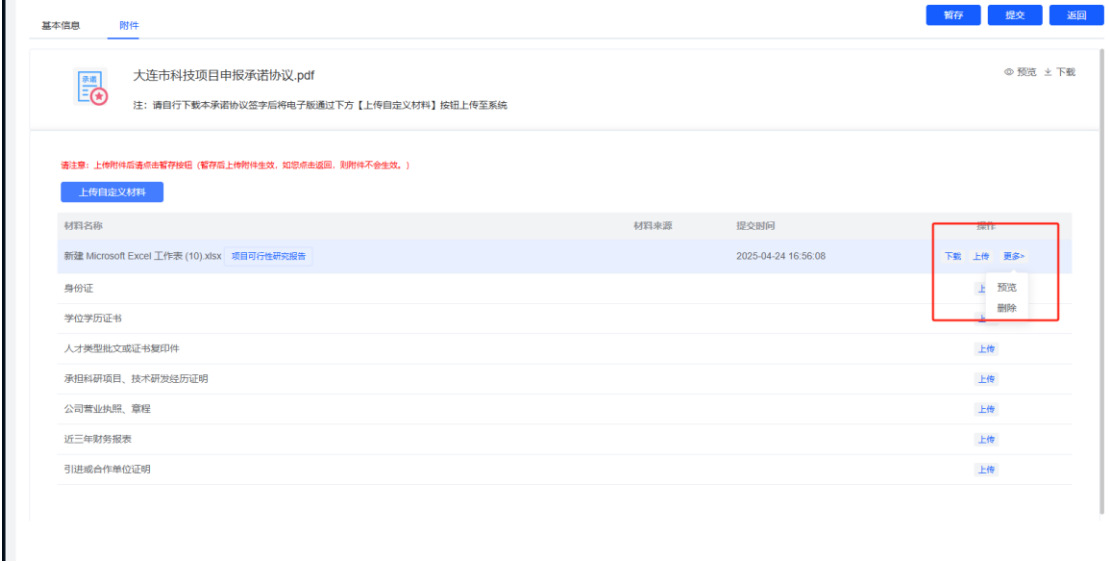 基本信息 附件 暂存 提交 返回
承诺
大连市科技项目申报承诺协议.pdf 预览 下载
注：请自行下载本承诺协议签字后将电子版通过下方【上传自定义材料】按钮上传至系统
请注意：上传附件后请点击暂存按钮（暂存后上传附件生效，如您点击返回，则附件不会生效。）
上传自定义材料
材料名称 材料来源 提交时间 操作
新建 Microsoft Excel 工作表 (10).xlsx 项目可行性研究报告 2025-04-24 16:56:08 下载 上传 更多>
身份证 上 预览
学位学历证书 删除
人才类型批文或证书复印件 上传
承担科研项目、技术研发经历证明 上传
公司营业执照、章程 上传
近三年财务报表 上传
引进或合作单位证明 上传